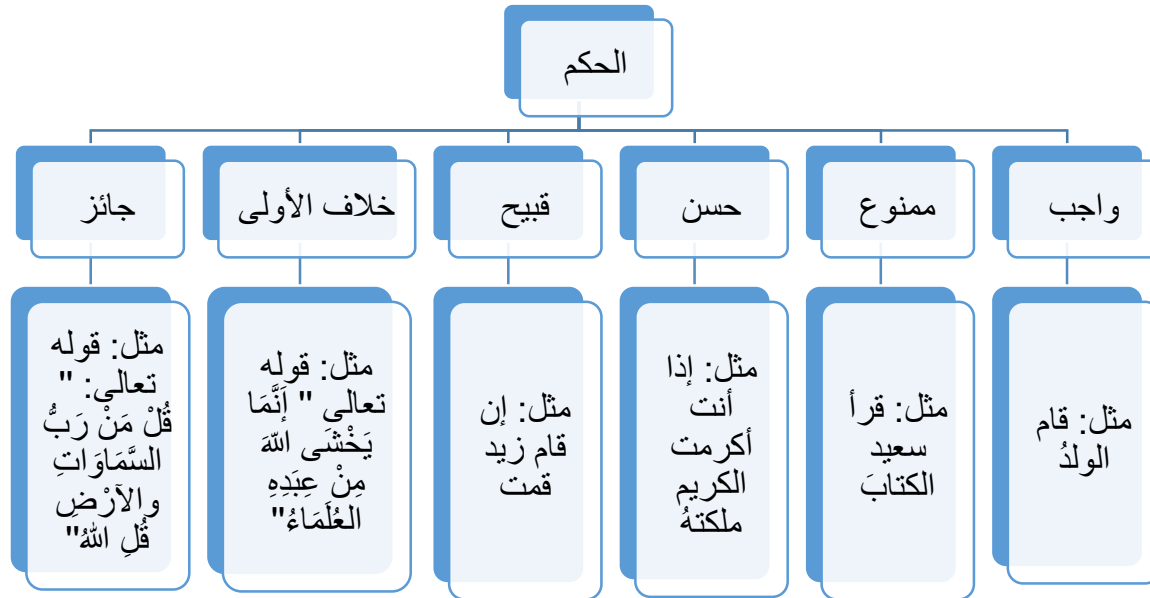 الحكم
واجب
ممنوع
حسن
قبيح
خلاف الأولى
جائز
مثل: قام
الولدُ
مثل: قرأ
سعيد
الكتابَ
مثل: إذا
أنت
أكرمت
الكريم
ملكتهُ
مثل: إن
قام زيد
قمت
مثل: قوله
تعالى " إَنَّمَا
يَخْشَى اللهَ
مِنْ عِبَدِهِ
العُلَمَاءُ"
مثل: قوله
تعالى: "
قُلْ مَنْ رَبُّ
السَّمَاوَاتِ
والآرْضِ
قُلِ اللهُ"